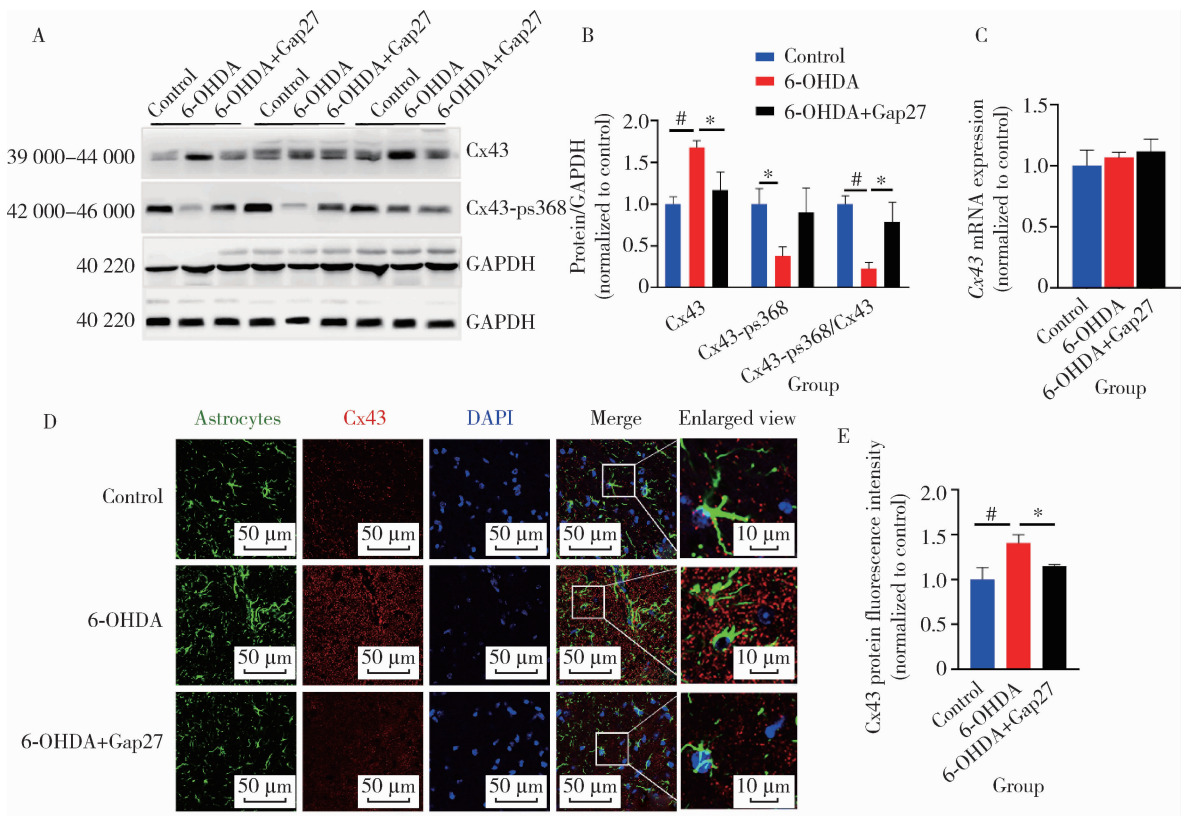 A
Control
6-OHDA
6-OHDA+Gap27
Control
6-OHDA
6-OHDA+Gap27
Control
6-OHDA
6-OHDA+Gap27
39 000–44 000
Cx43
42 000–46 000
Cx43-ps368
40 220
GAPDH
40 220
GAPDH
B
Control
6-OHDA
6-OHDA+Gap27
Protein/GAPDH
(normalized to control)
2.0
1.5
1.0
0.5
0
#
*
*
#
*
Cx43
Cx43-ps368
Cx43-ps368/Cx43
Group
C
Cx43 mRNA expression
(normalized to control)
1.5
1.0
0.5
0
Control
6-OHDA
6-OHDA+Gap27
Group
D
Astrocytes
Cx43
DAPI
Merge
Enlarged view
Control
50 μm
50 μm
50 μm
50 μm
10 μm
6-OHDA
50 μm
50 μm
50 μm
50 μm
10 μm
6-OHDA+Gap27
50 μm
50 μm
50 μm
50 μm
10 μm
E
Cx43 protein fluorescence intensity
(normalized to control)
2.0
1.5
1.0
0.5
0
#
*
Control
6-OHDA
6-OHDA+Gap27
Group